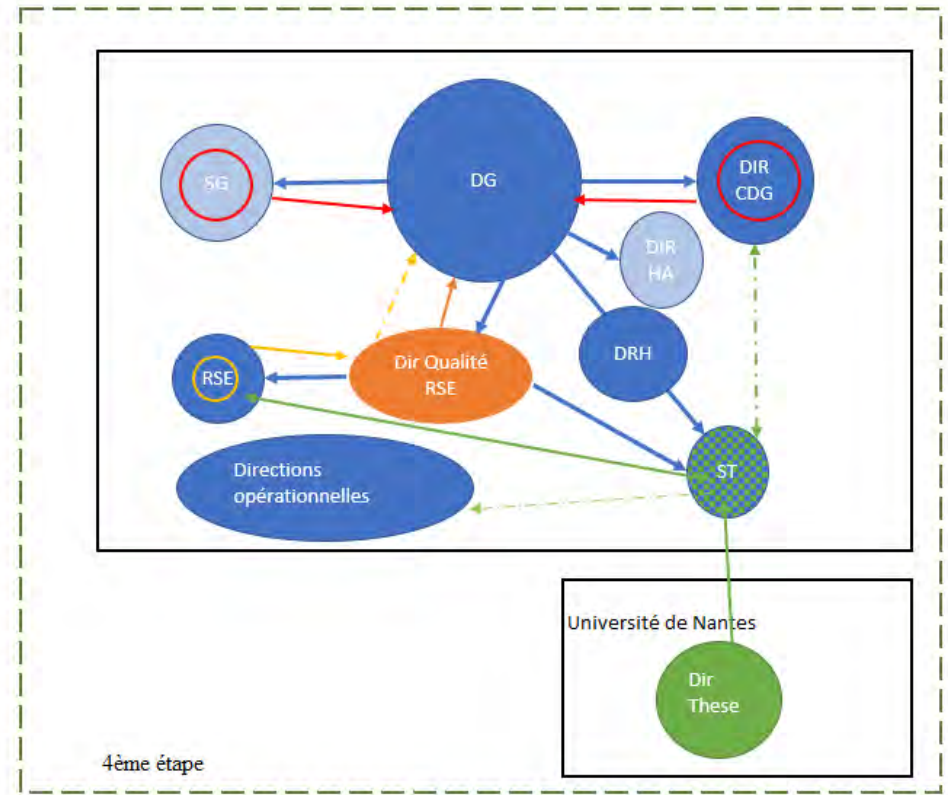 DG
SG
DIR
CDG
DIR
HA
DRH
Dir Qualité
RSE
RSE
ST
Directions
opérationnelles
Université de Nantes
Dir
These
4ème étape